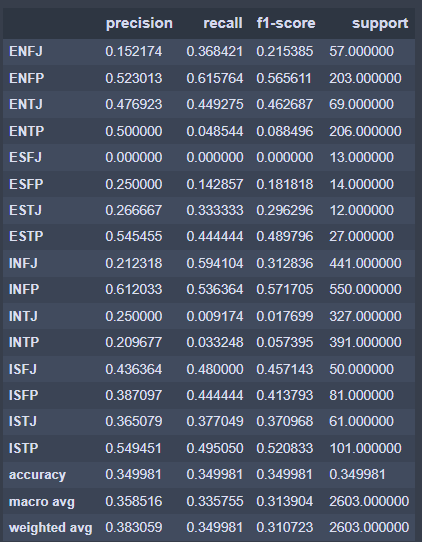 precision recall f1-score support
ENFJ 0.152174 0.368421 0.215385 57.000000
ENFP 0.523013 0.615764 0.565611 203.000000
ENTJ 0.476923 0.449275 0.462687 69.000000
ENTP 0.500000 0.048544 0.088496 206.000000
ESFJ 0.000000 0.000000 0.000000 13.000000
ESFP 0.250000 0.142857 0.181818 14.000000
ESTJ 0.266667 0.333333 0.296296 12.000000
ESTP 0.545455 0.444444 0.489796 27.000000
INFJ 0.212318 0.594104 0.312836 441.000000
INFP 0.612033 0.536364 0.571705 550.000000
INTJ 0.250000 0.009174 0.017699 327.000000
INTP 0.209677 0.033248 0.057395 391.000000
ISFJ 0.436364 0.480000 0.457143 50.000000
ISFP 0.387097 0.444444 0.413793 81.000000
ISTJ 0.365079 0.377049 0.370968 61.000000
ISTP 0.549451 0.495050 0.520833 101.000000
accuracy 0.349981 0.349981 0.349981 0.349981
macro avg 0.358516 0.335755 0.313904 2603.000000
weighted avg 0.383059 0.349981 0.310723 2603.000000